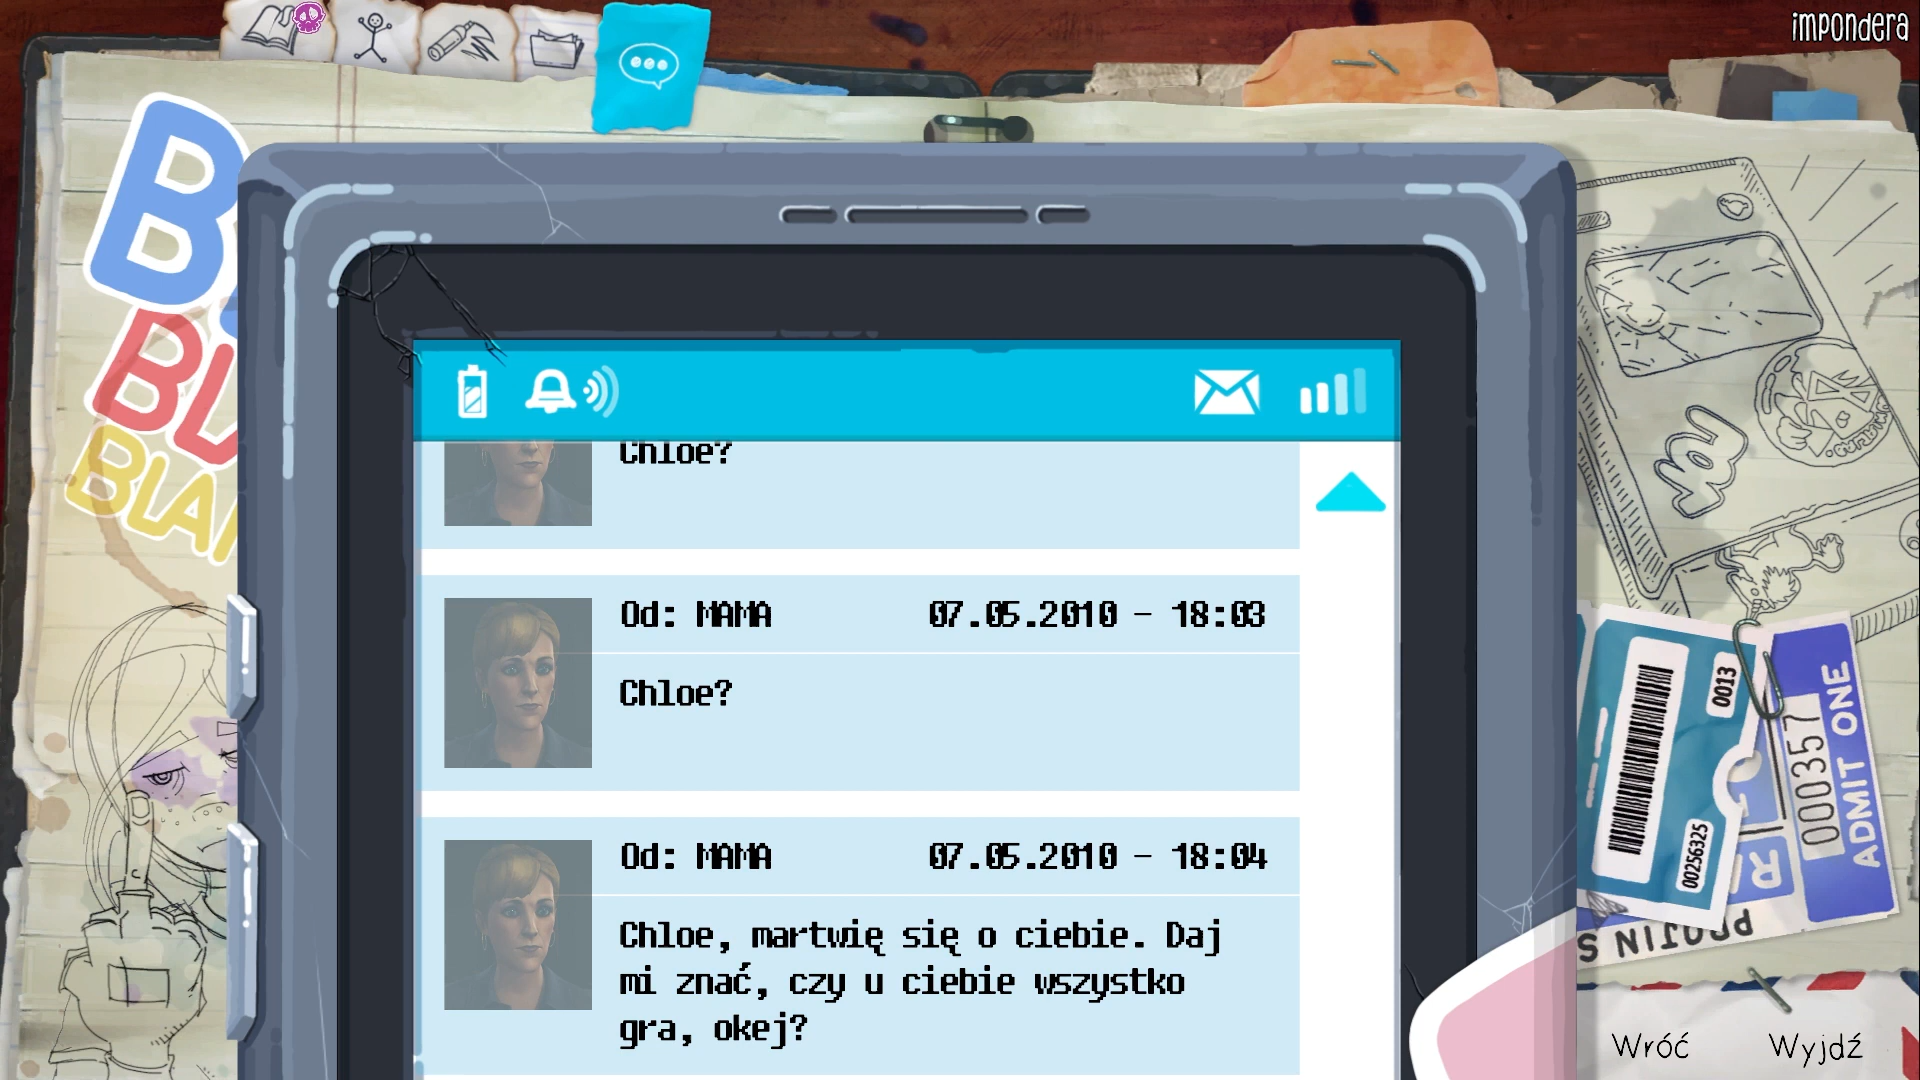 impondera
BLA
Chloe?
Od: MAMA 07.05.2010 - 18:03
Chloe?
Od: MAMA 07.05.2010 - 18:04
Chloe, martwię się o ciebie. Daj
mi znać, czy u ciebie wszystko
gra, okej?
0013
00256325
000357
ADMIT ONE
Wróć
Wyjdź